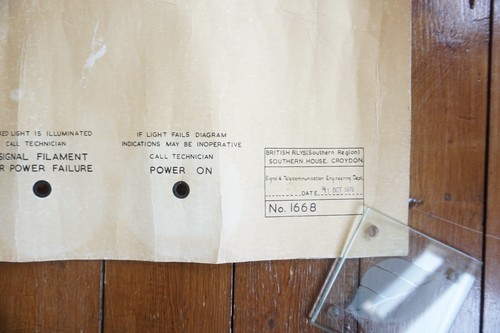 RED LIGHT IS ILLUMINATED
CALL TECHNICIAN
SIGNAL FILAMENT
R POWER FAILURE
IF LIGHT FAILS DIAGRAM
INDICATIONS MAY BE INOPERATIVE
CALL TECHNICIAN
POWER ON
BRITISH RLYS(Southern Region)
SOUTHERN HOUSE, CROYDON.
Signal & Telecommunication Engineering Dept.
DATE OCT
No. 1668